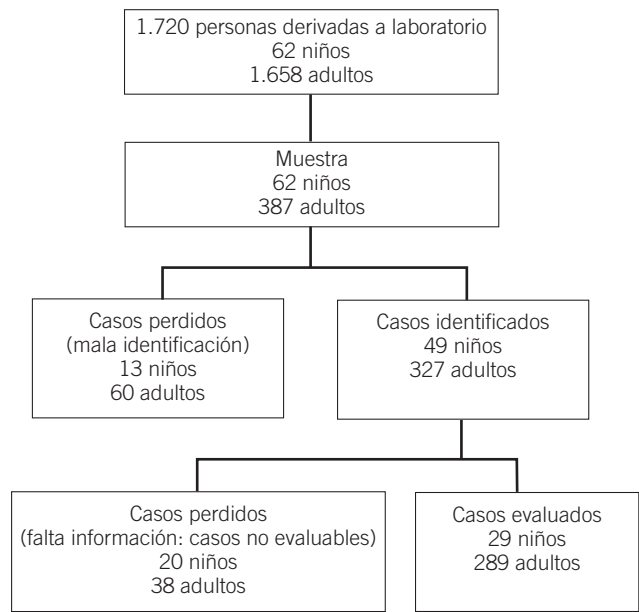 1.720 personas derivadas a laboratorio
62 niños
1.658 adultos
Muestra
62 niños
387 adultos
Casos perdidos
(mala identificación)
13 niños
60 adultos
Casos identificados
49 niños
327 adultos
Casos perdidos
(falta información: casos no evaluables)
20 niños
38 adultos
Casos evaluados
29 niños
289 adultos